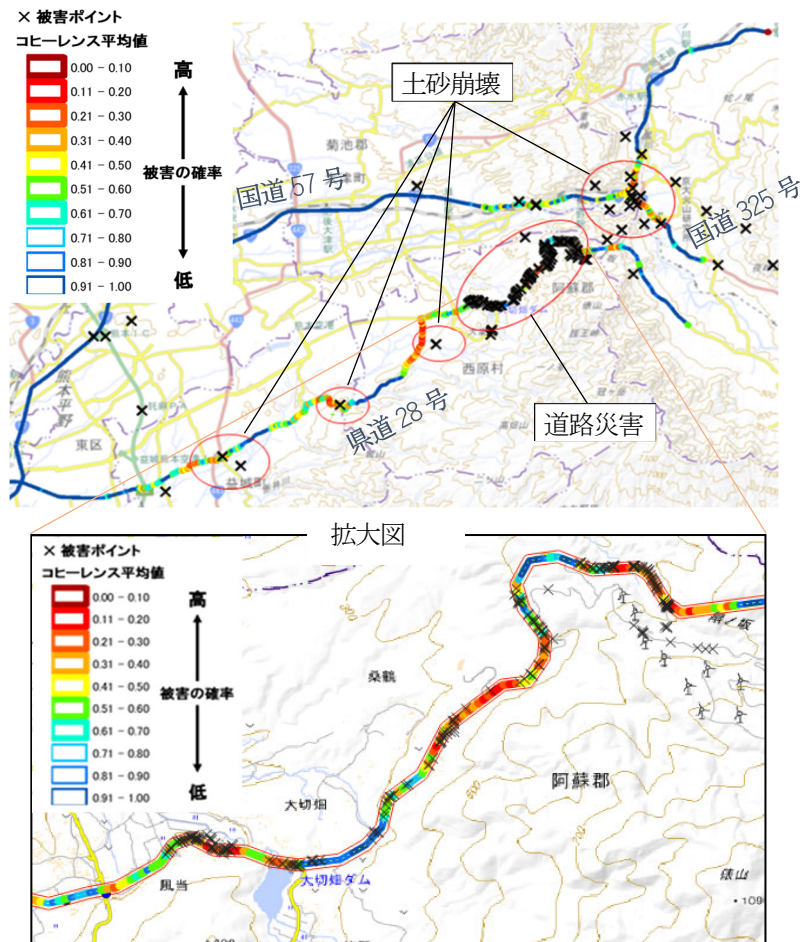 × 被害ポイント
コヒーレンス平均値
0.00 - 0.10
0.11 - 0.20
0.21 - 0.30
0.31 - 0.40
0.41 - 0.50
0.51 - 0.60
0.61 - 0.70
0.71 - 0.80
0.81 - 0.90
0.91 - 1.00
高
被害の確率
低
土砂崩壊
菊池郡
国道 57 号
国道 325 号
阿蘇郡
西原村
県道 28 号
道路災害
熊本平野
東区
益城町
拡大図
× 被害ポイント
コヒーレンス平均値
0.00 - 0.10
0.11 - 0.20
0.21 - 0.30
0.31 - 0.40
0.41 - 0.50
0.51 - 0.60
0.61 - 0.70
0.71 - 0.80
0.81 - 0.90
0.91 - 1.00
高
被害の確率
低
桑鶴
阿蘇郡
大切畑
大切畑ダム
風当
俵山